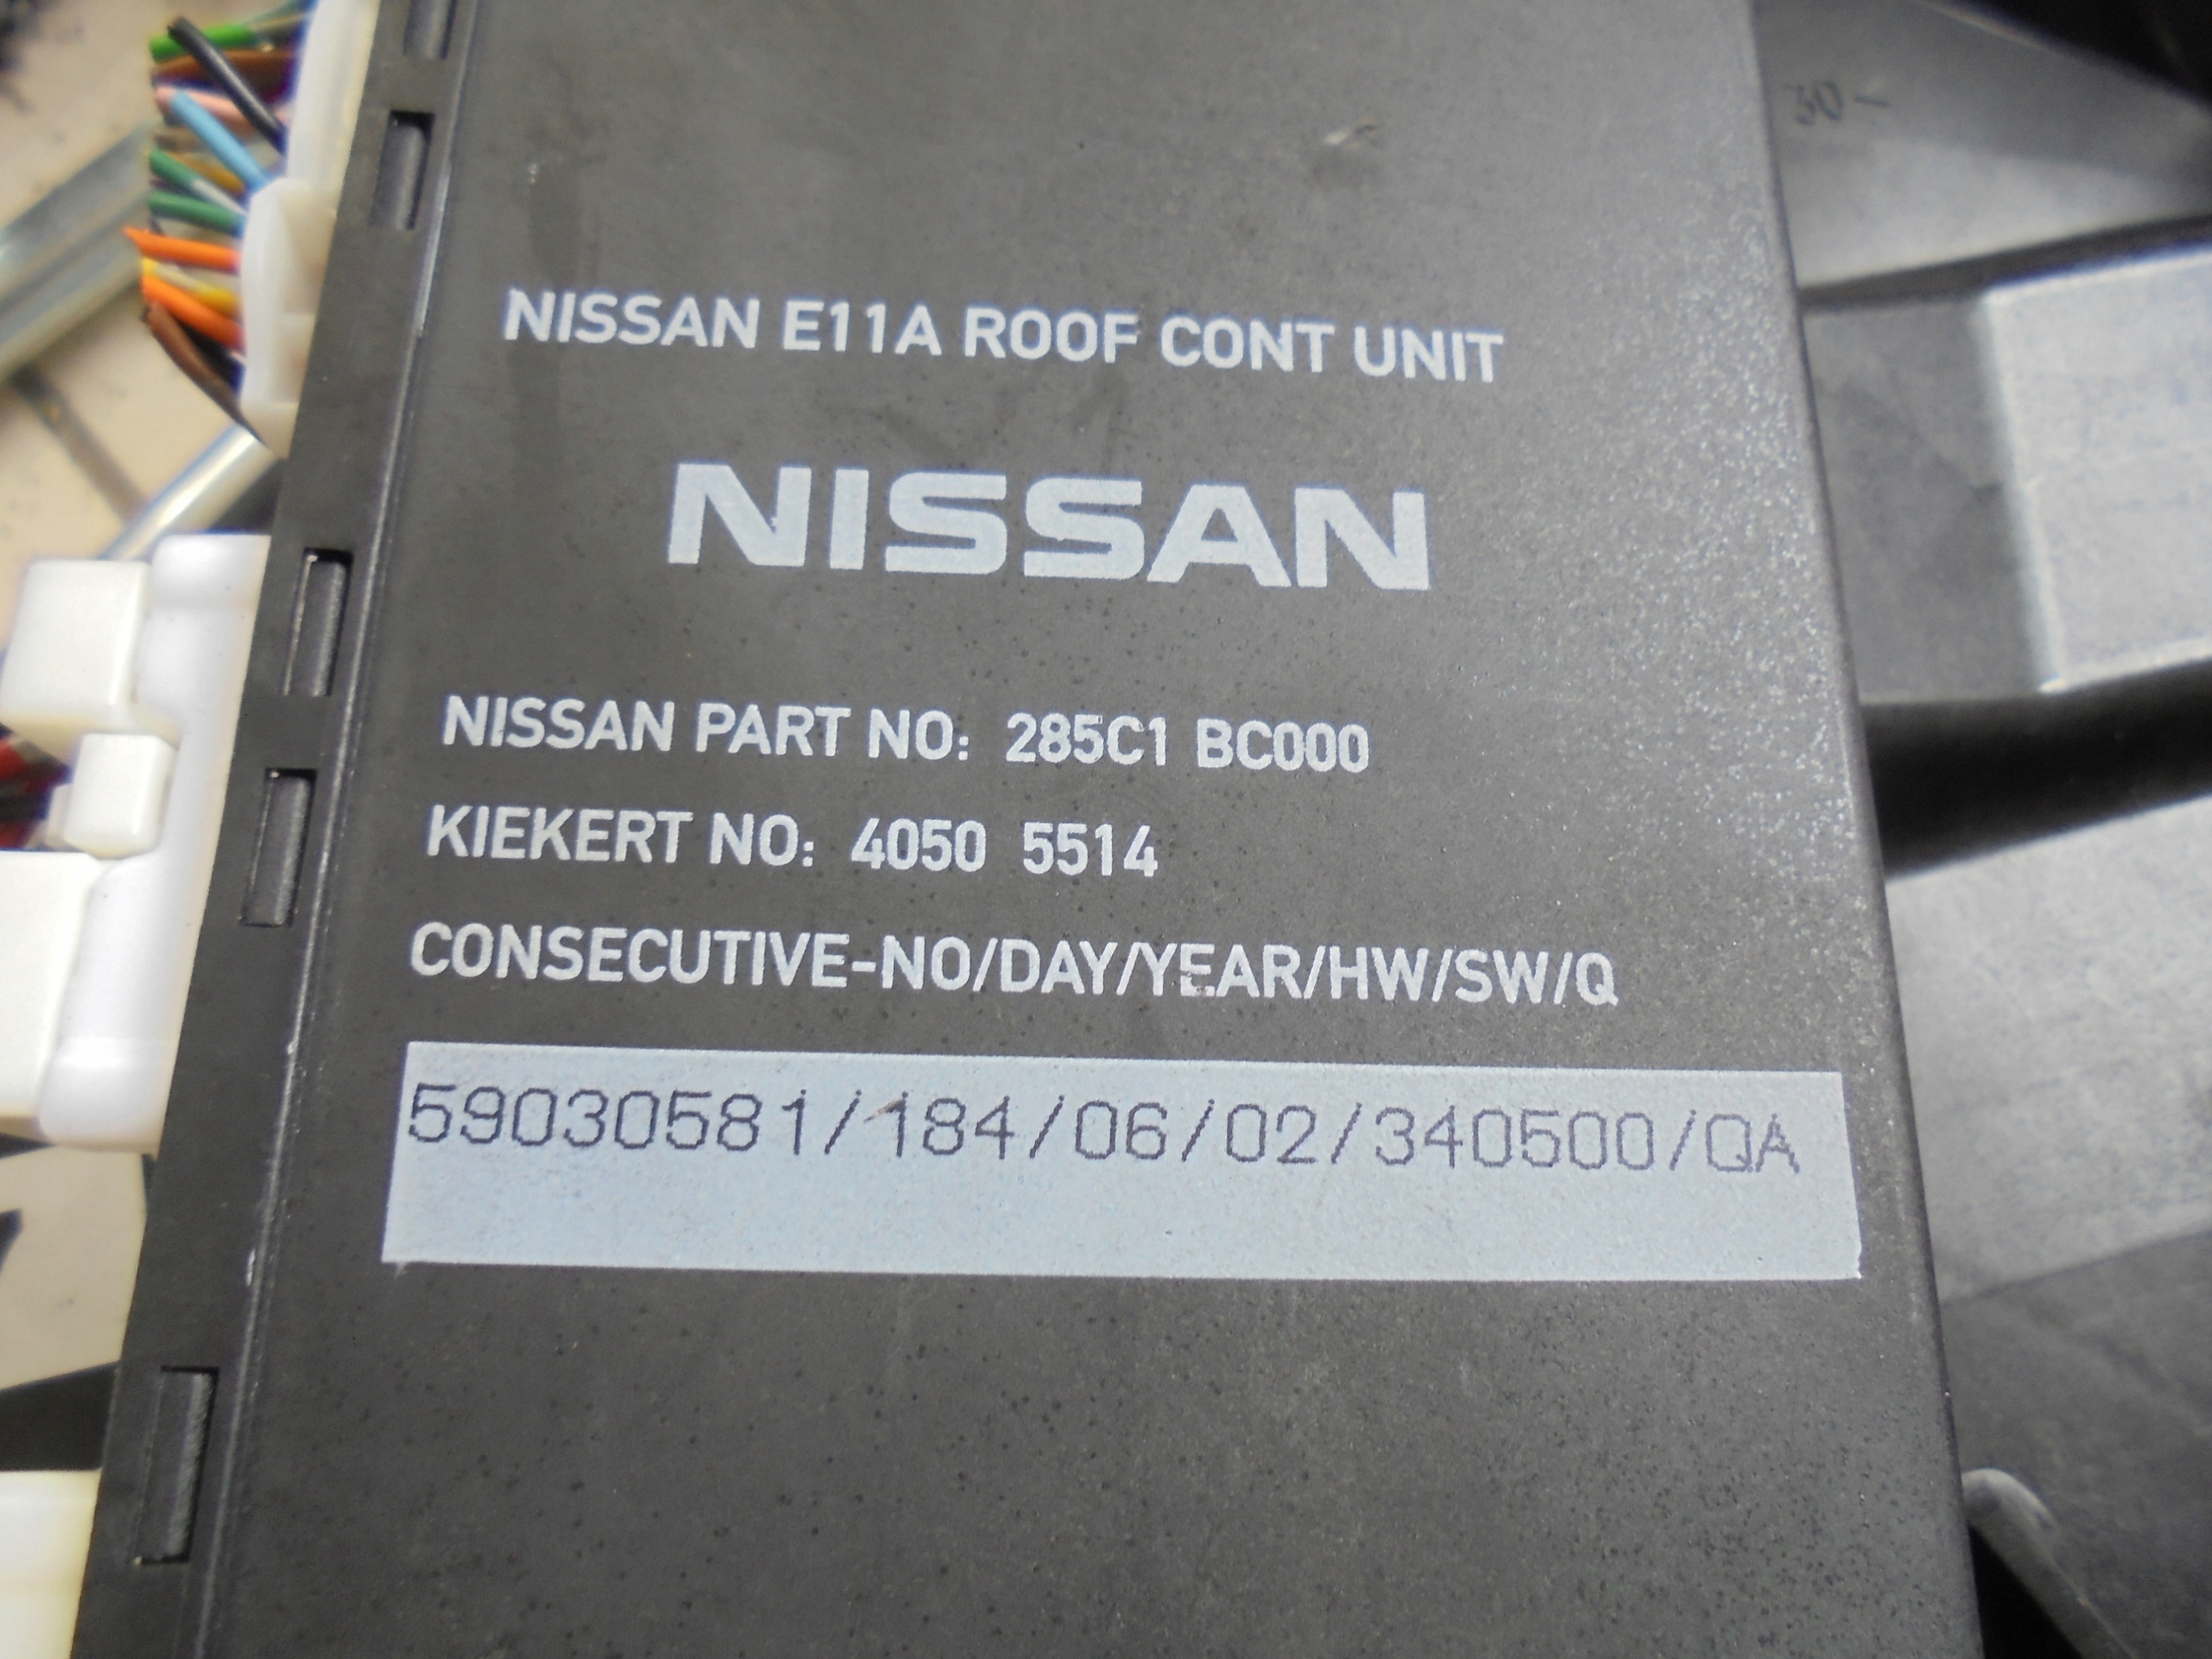 30-
NISSAN E11A ROOF CONT UNIT
NISSAN
NISSAN PART NO: 285C1 BC000
KIEKERT NO: 4050 5514
CONSECUTIVE-NO/DAY/YEAR/HW/SW/Q
59030581/184/06/02/340500/QA